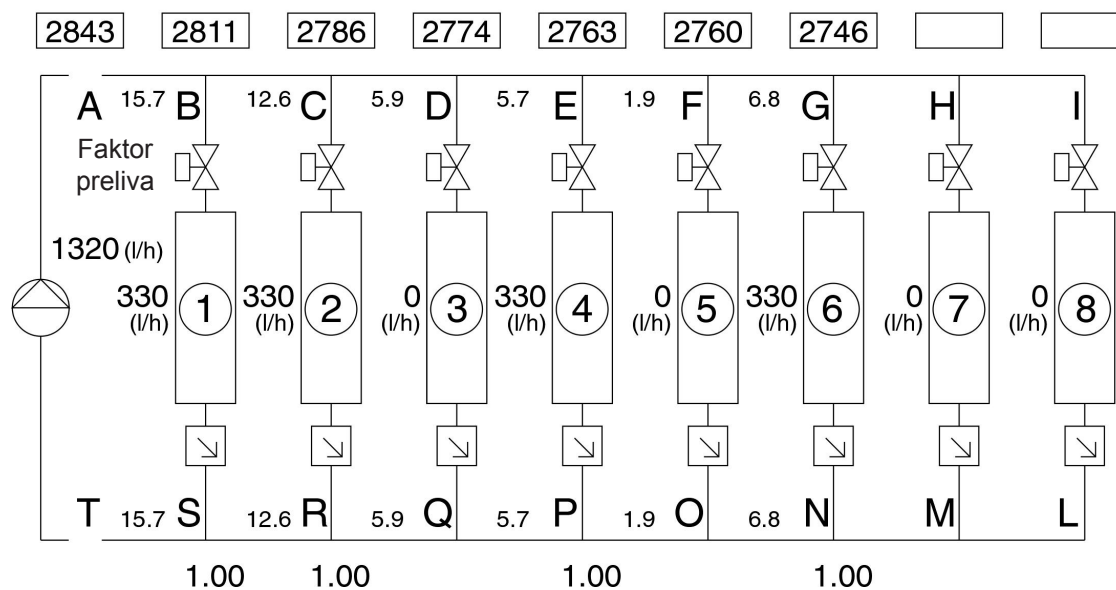 2843 2811 2786 2774 2763 2760 2746
A 15.7 B 12.6 C 5.9 D 5.7 E 1.9 F 6.8 G H I
Faktor
preliva
1320 (l/h)
330 1 330 2 0 3 330 4 0 5 330 6 0 7 0 8
(l/h) (l/h) (l/h) (l/h) (l/h) (l/h) (l/h) (l/h)
T 15.7 S 12.6 R 5.9 Q 5.7 P 1.9 O 6.8 N M L
1.00 1.00 1.00 1.00